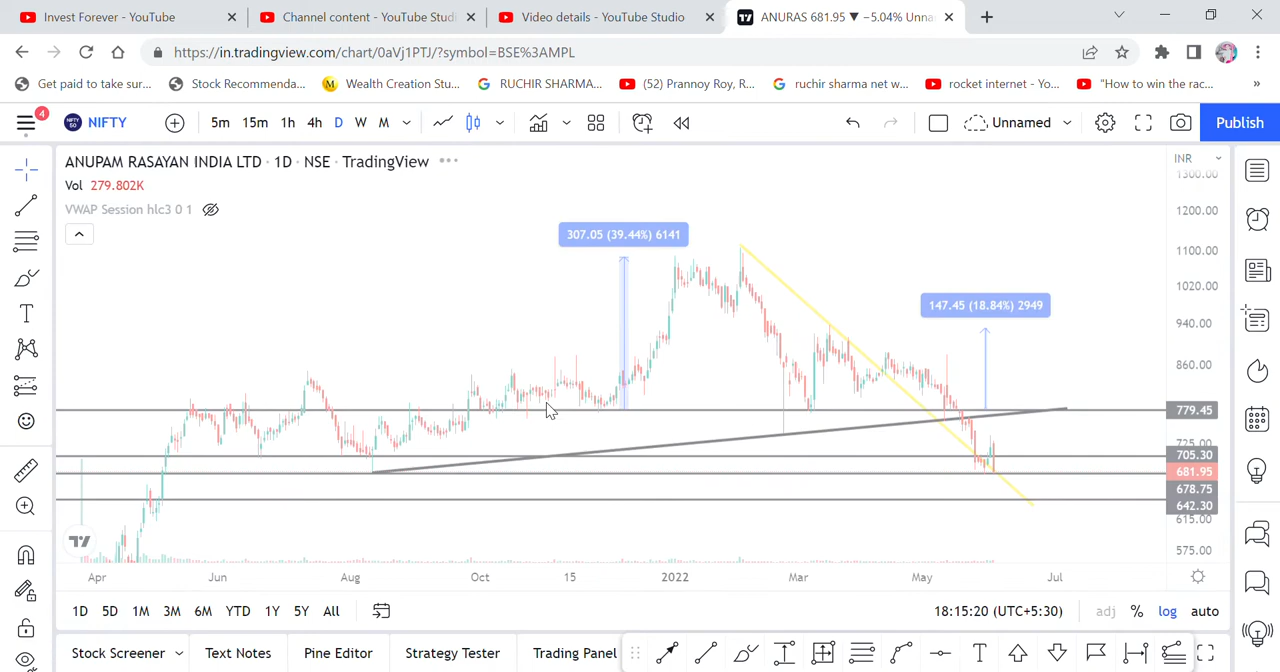 Invest Forever - YouTube
Channel content - YouTube Studi
Video details - YouTube Studio
ANURAS 681.95 ▼ −5.04% Unna
https://in.tradingview.com/chart/0aVj1PTJ/?symbol=BSE%3AMPL
Get paid to take sur... Stock Recommenda... Wealth Creation Stu... RUCHIR SHARMA... (52) Prannoy Roy, R... ruchir sharma net w... rocket internet - Yo... "How to win the rac... »
4 NIFTY 50 NIFTY 5m 15m 1h 4h D W M Unnamed Publish
ANUPAM RASAYAN INDIA LTD · 1D · NSE · TradingView
INR
Vol 279.802K
VWAP Session hlc3 0 1
307.05 (39.44%) 6141
147.45 (18.84%) 2949
1300.00
1200.00
1100.00
1020.00
940.00
860.00
779.45
725.00
705.30
681.95
678.75
642.30
615.00
575.00
Apr Jun Aug Oct 15 2022 Mar May Jul
1D 5D 1M 3M 6M YTD 1Y 5Y All
18:15:20 (UTC+5:30) adj % log auto
Stock Screener Text Notes Pine Editor Strategy Tester Trading Panel